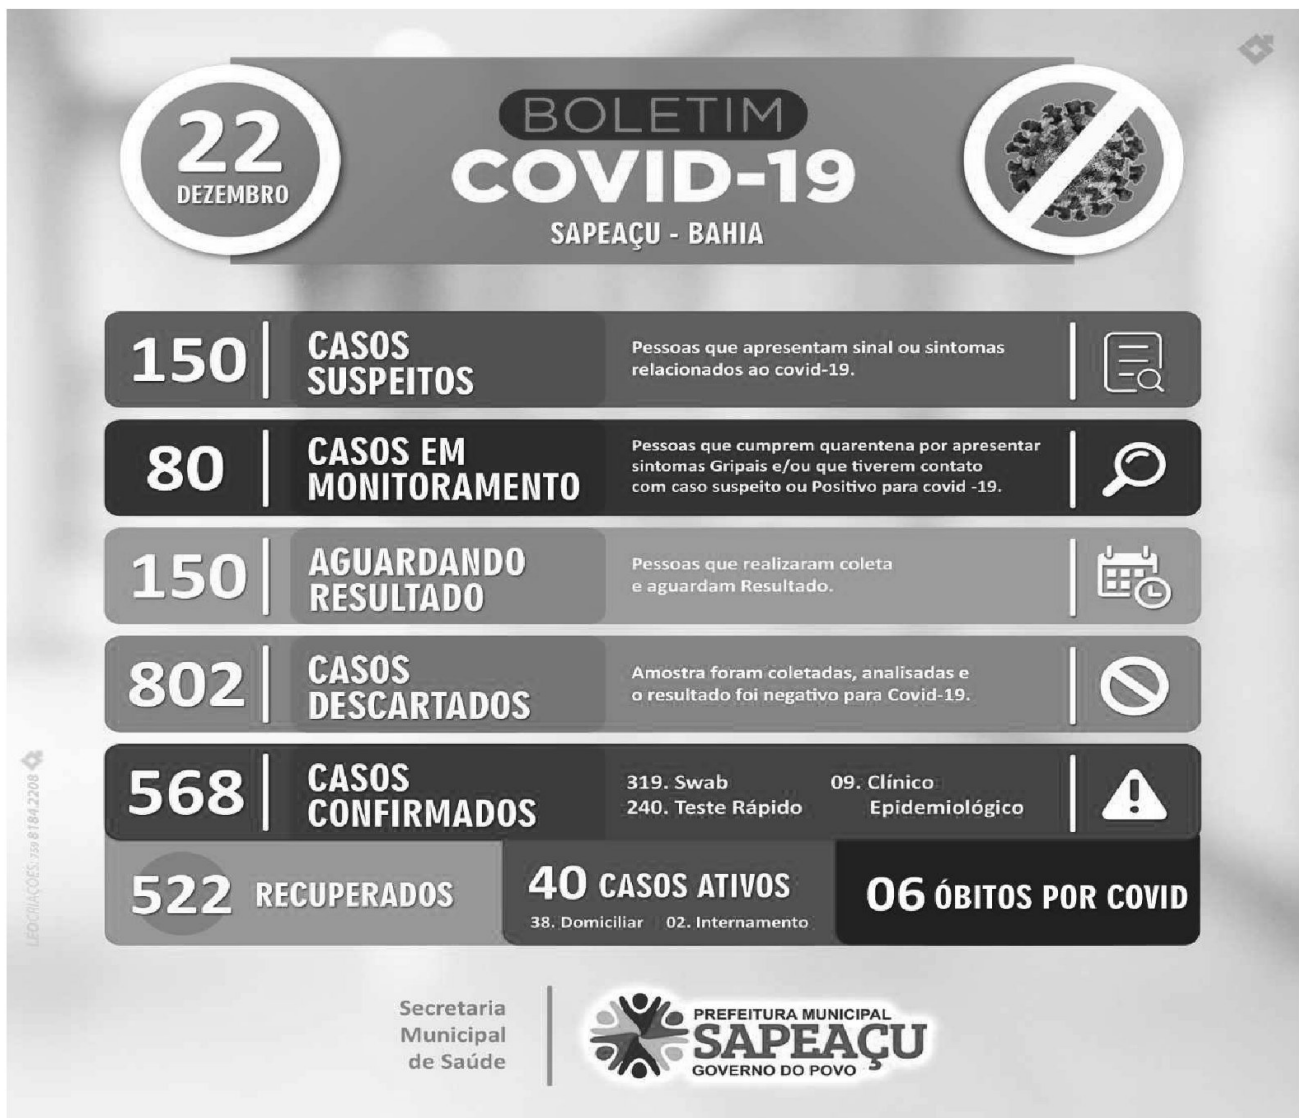 22
DEZEMBRO
BOLETIM
COVID-19
SAPEAÇU - BAHIA
150
CASOS
SUSPEITOS
Pessoas que apresentam sinal ou sintomas
relacionados ao covid-19.
80
CASOS EM
MONITORAMENTO
Pessoas que cumprem quarentena por apresentar
sintomas Gripais e/ou que tiverem contato
com caso suspeito ou Positivo para covid -19.
150
AGUARDANDO
RESULTADO
Pessoas que realizaram coleta
e aguardam Resultado.
802
CASOS
DESCARTADOS
Amostra foram coletadas, analisadas e
o resultado foi negativo para Covid-19.
568
CASOS
CONFIRMADOS
319. Swab
240. Teste Rápido
09. Clínico
Epidemiológico
522 RECUPERADOS
40 CASOS ATIVOS
38. Domiciliar 02. Internamento
06 ÓBITOS POR COVID
LEOCRIAÇÕES: 759 8184.2208
Secretaria
Municipal
de Saúde
PREFEITURA MUNICIPAL
SAPEAÇU
GOVERNO DO POVO